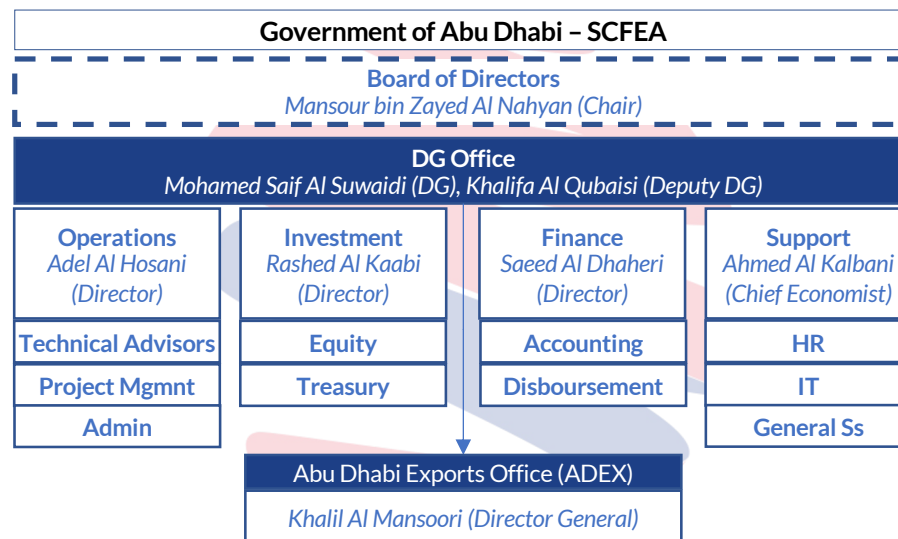 Government of Abu Dhabi – SCFEA
Board of Directors
Mansour bin Zayed Al Nahyan (Chair)
DG Office
Mohamed Saif Al Suwaidi (DG), Khalifa Al Qubaisi (Deputy DG)
Operations
Adel Al Hosani
(Director)
Technical Advisors
Project Mgmnt
Admin
Investment
Rashed Al Kaabi
(Director)
Equity
Treasury
Finance
Saeed Al Dhaheri
(Director)
Accounting
Disboursement
Support
Ahmed Al Kalbani
(Chief Economist)
HR
IT
General Ss
Abu Dhabi Exports Office (ADEX)
Khalil Al Mansoori (Director General)